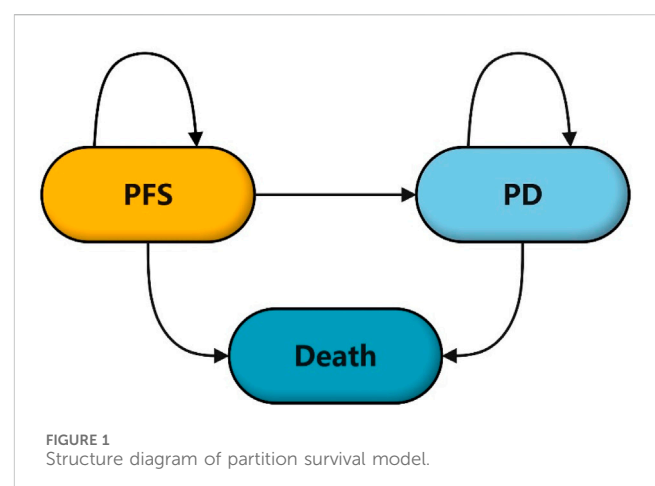 PFS
PD
Death
FIGURE 1
Structure diagram of partition survival model.